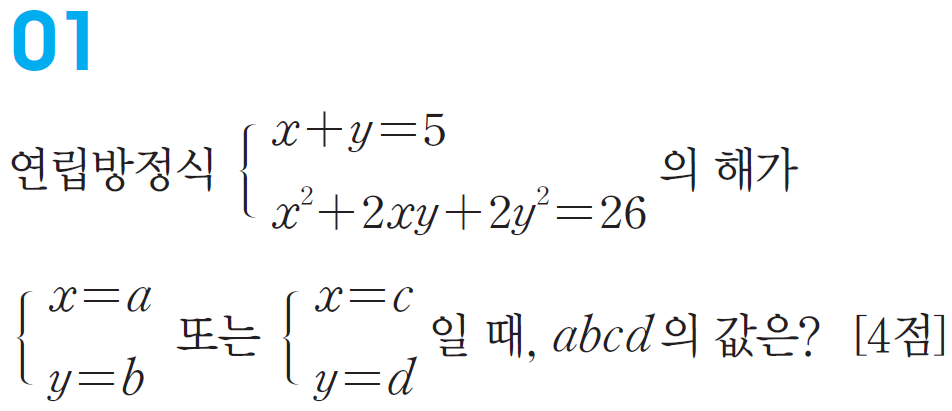 01
연립방정식 { x+y=5
x²+2xy+2y²=26 의 해가
{ x=a
y=b 또는 { x=c
y=d 일 때, abcd의 값은? [4점]